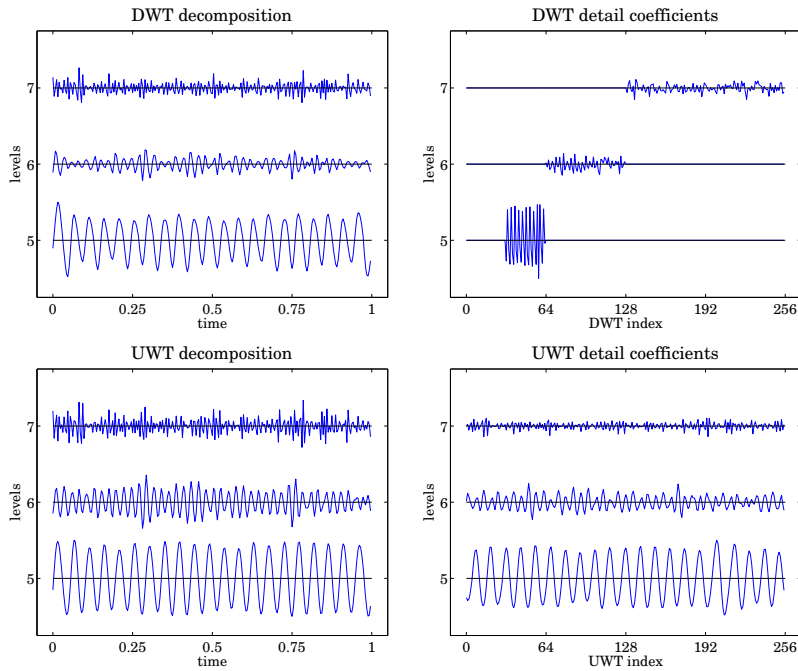 DWT decomposition
7
6
5
levels
0 0.25 0.5 0.75 1
time
DWT detail coefficients
7
6
5
levels
0 64 128 192 256
DWT index
UWT decomposition
7
6
5
levels
0 0.25 0.5 0.75 1
time
UWT detail coefficients
7
6
5
levels
0 64 128 192 256
UWT index